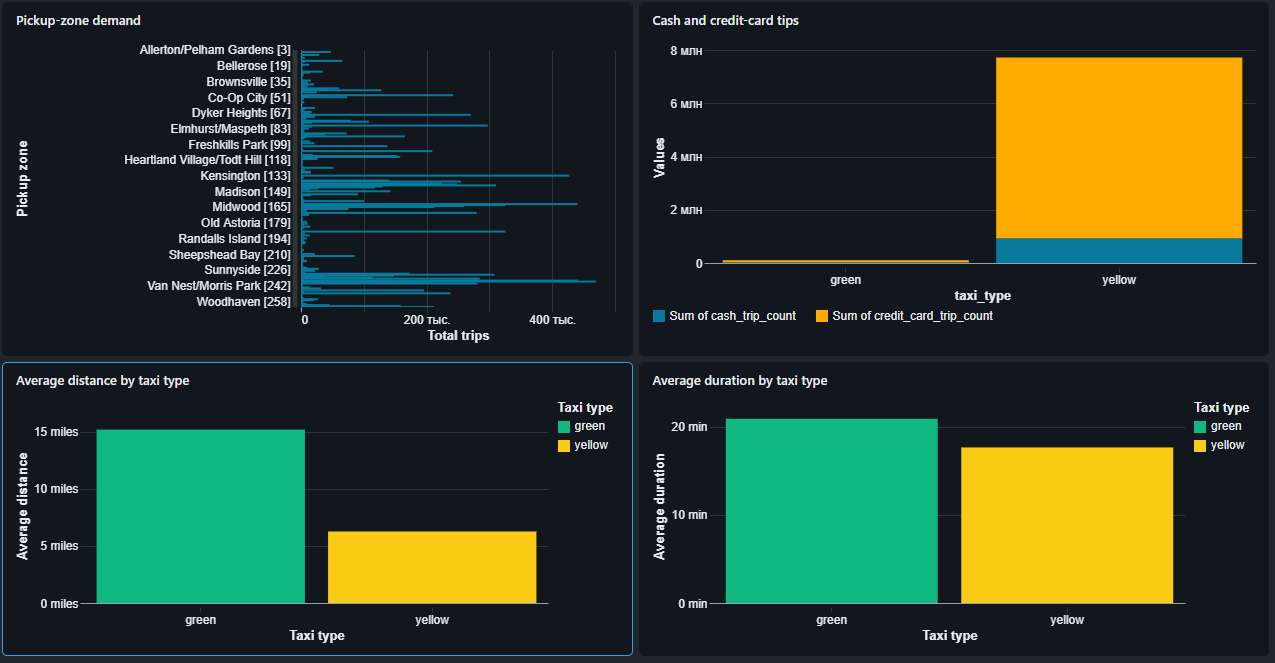 Pickup-zone demand
Pickup zone
Allerton/Pelham Gardens [3]
Bellerose [19]
Brownsville [35]
Co-Op City [51]
Dyker Heights [67]
Elmhurst/Maspeth [83]
Freshkills Park [99]
Heartland Village/Todt Hill [118]
Kensington [133]
Madison [149]
Midwood [165]
Old Astoria [179]
Randalls Island [194]
Sheepshead Bay [210]
Sunnyside [226]
Van Nest/Morris Park [242]
Woodhaven [258]
0 200 тыс. 400 тыс.
Total trips
Cash and credit-card tips
Values
8 млн
6 млн
4 млн
2 млн
0
green yellow
taxi_type
Sum of cash_trip_count Sum of credit_card_trip_count
Average distance by taxi type
Average distance
15 miles
10 miles
5 miles
0 miles
green yellow
Taxi type
Taxi type
green
yellow
Average duration by taxi type
Average duration
20 min
10 min
0 min
green yellow
Taxi type
Taxi type
green
yellow